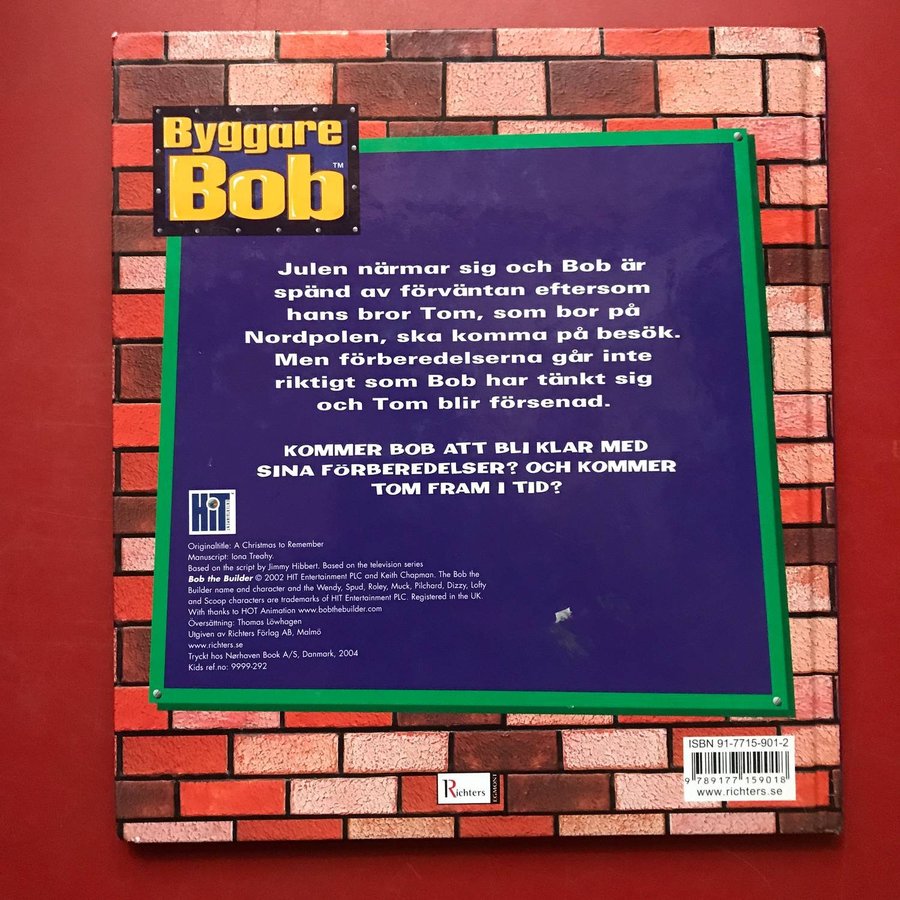 Byggare
Bob™
Julen närmar sig och Bob är
spänd av förväntan eftersom
hans bror Tom, som bor på
Nordpolen, ska komma på besök.
Men förberedelserna går inte
riktigt som Bob har tänkt sig
och Tom blir försenad.
KOMMER BOB ATT BLI KLAR MED
SINA FÖRBEREDELSER? OCH KOMMER
TOM FRAM I TID?
HiT
ENTERTAINMENT
Originaltitle: A Christmas to Remember
Manuscript: Iona Treahy.
Based on the script by Jimmy Hibbert. Based on the television series
Bob the Builder © 2002 HIT Entertainment PLC and Keith Chapman. The Bob the
Builder name and character and the Wendy, Spud, Roley, Muck, Pilchard, Dizzy, Lofty
and Scoop characters are trademarks of HIT Entertainment PLC. Registered in the UK.
With thanks to HOT Animation www.bobthebuilder.com
Översättning: Thomas Löwhagen
Utgiven av Richters Förlag AB, Malmö
www.richters.se
Tryckt hos Nørhaven Book A/S, Danmark, 2004
Kids ref.no: 9999-292
Richters
EGMONT
ISBN 91-7715-901-2
9 789177 159018
www.richters.se